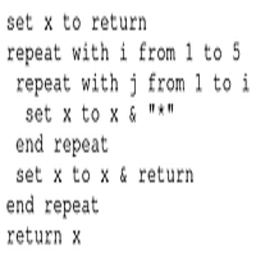 set x to return
repeat with i from 1 to 5
repeat with j from 1 to i
set x to x & "*"
end repeat
set x to x & return
end repeat
return x